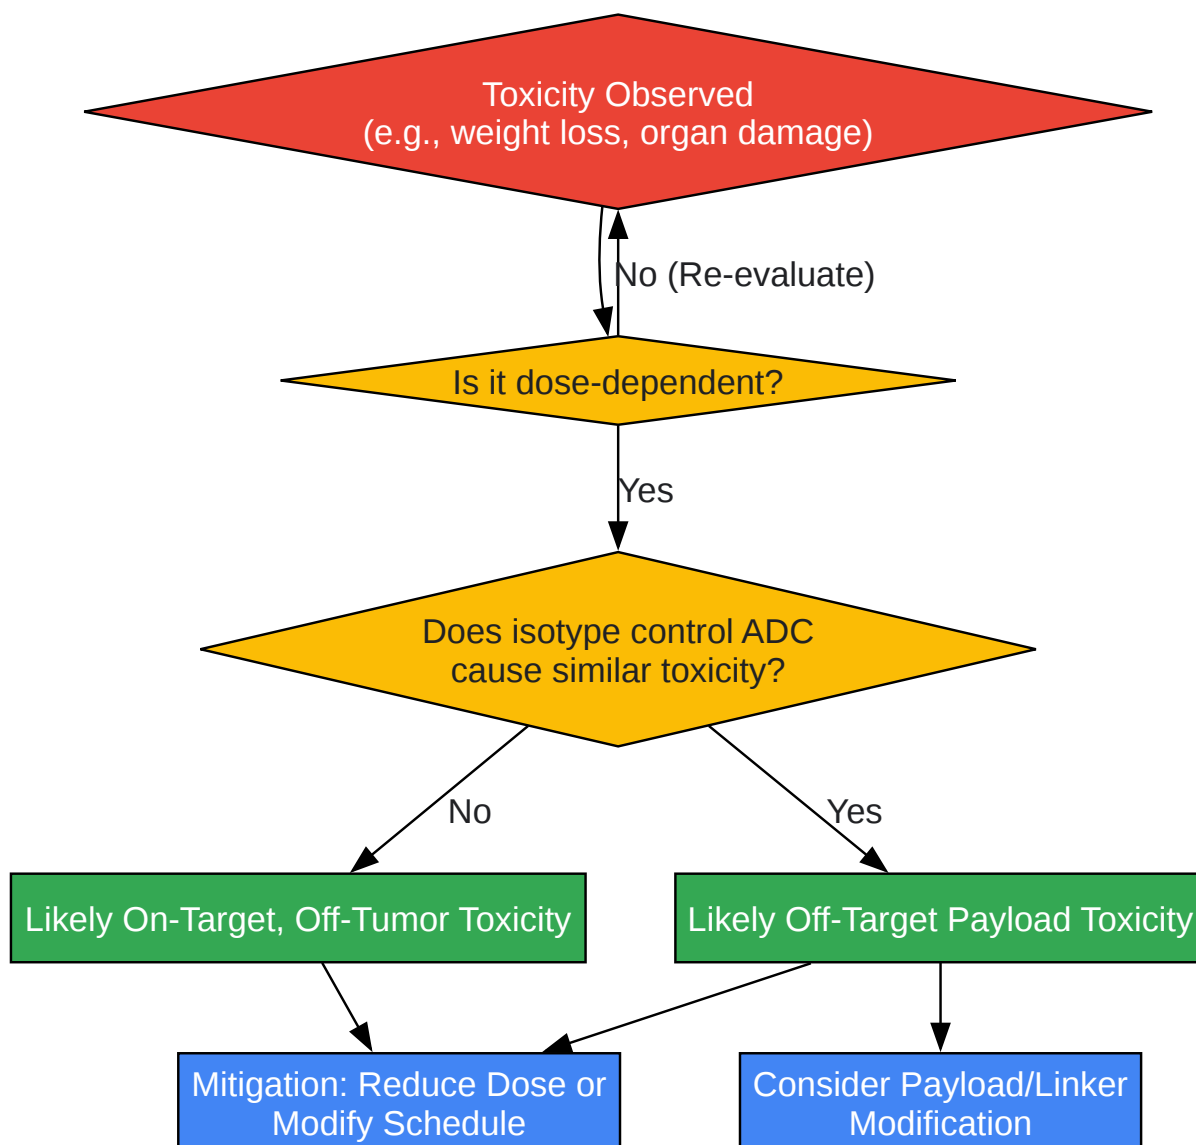 Toxicity Observed
(e.g., weight loss, organ damage)
No (Re-evaluate)
Is it dose-dependent?
Yes
Does isotype control ADC
cause similar toxicity?
No
Yes
Likely On-Target, Off-Tumor Toxicity
Likely Off-Target Payload Toxicity
Mitigation: Reduce Dose or
Modify Schedule
Consider Payload/Linker
Modification